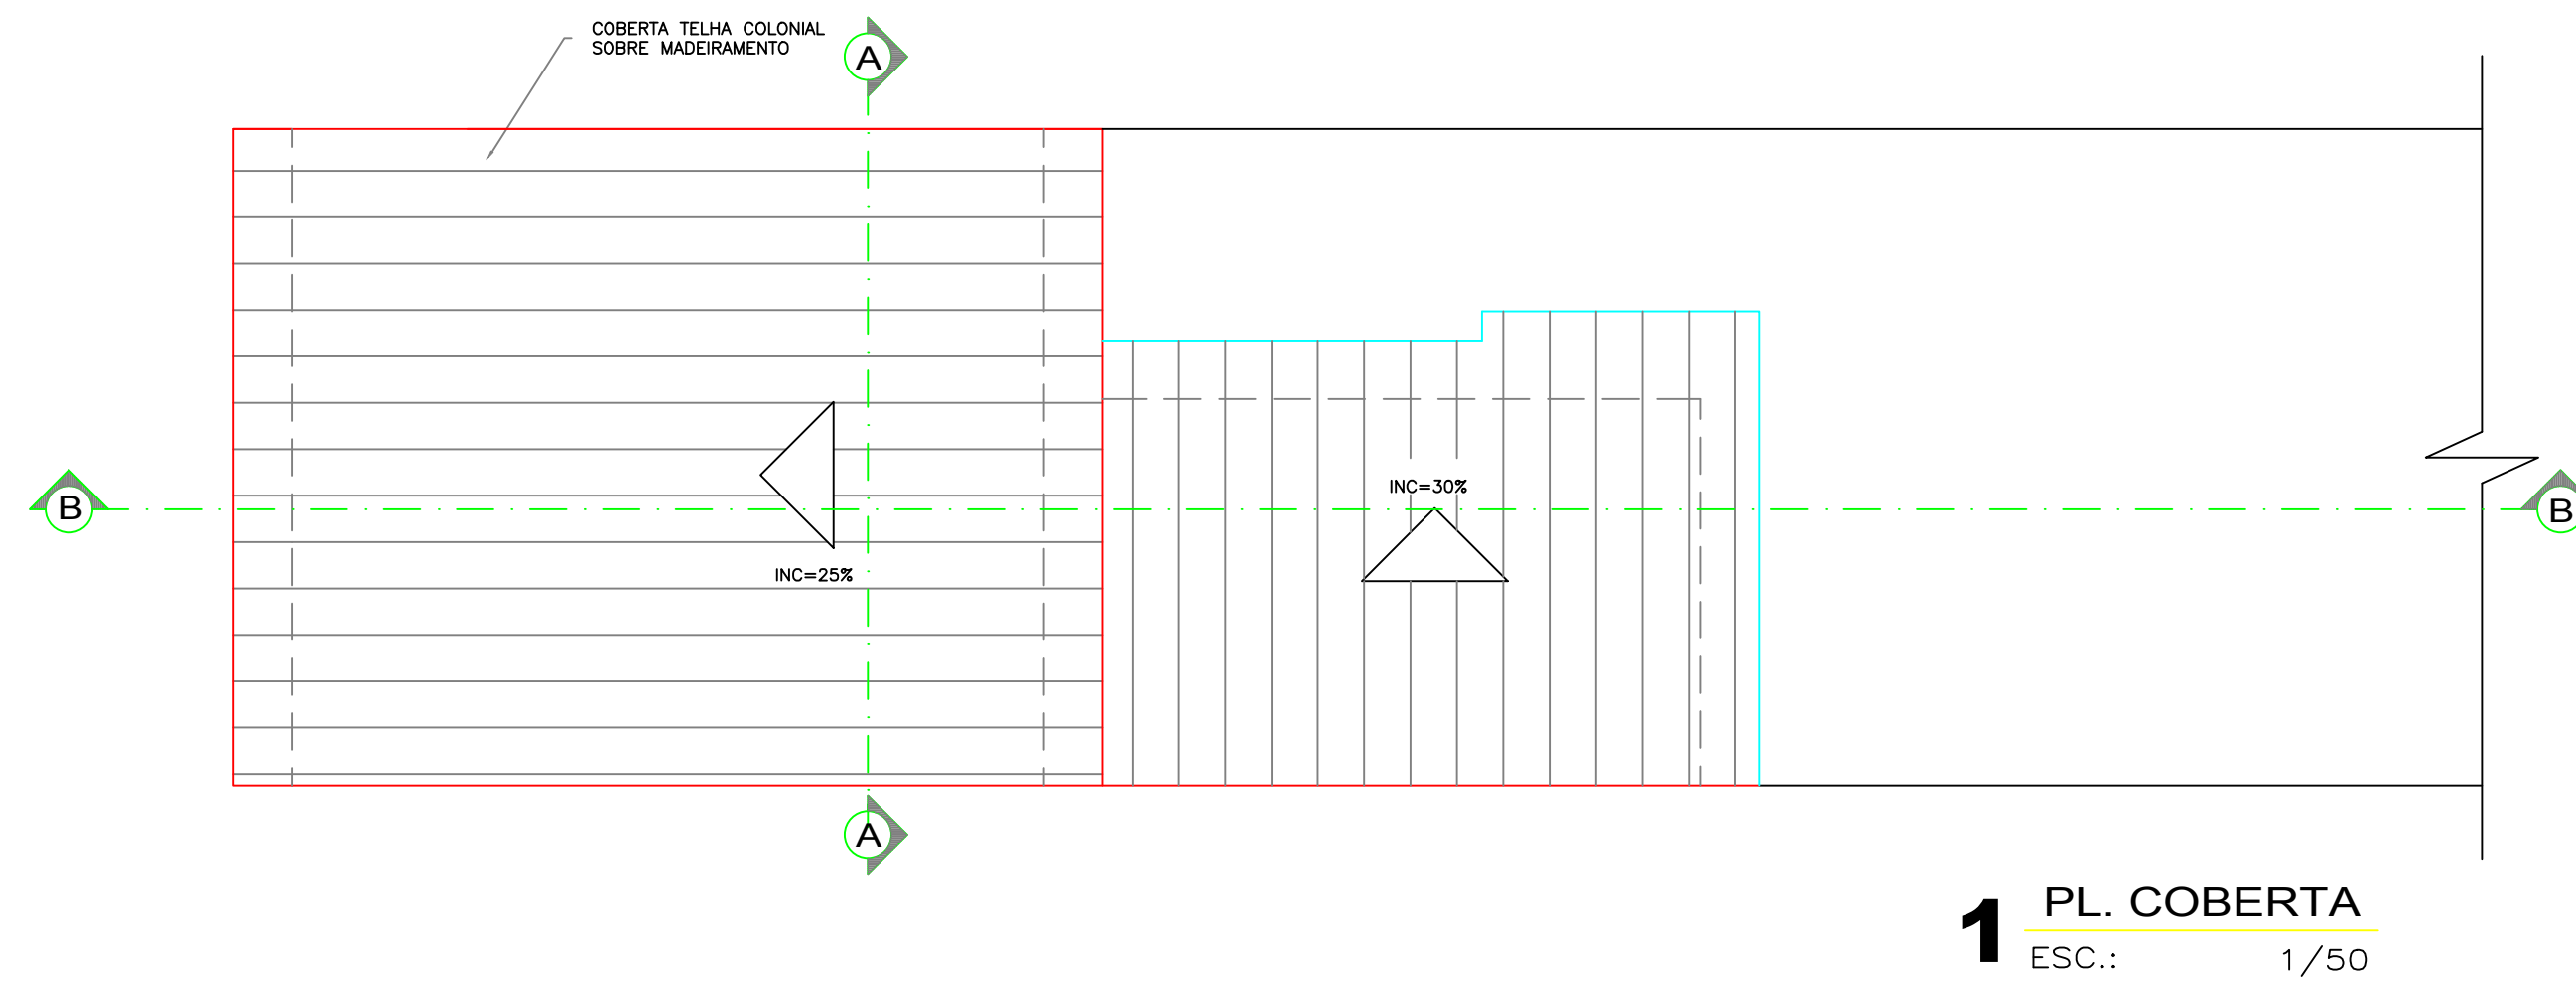 COBERTA TELHA COLONIAL
SOBRE MADEIRAMENTO
A
B
INC=30%
B
INC=25%
A
1
PL. COBERTA
ESC.: 1/50